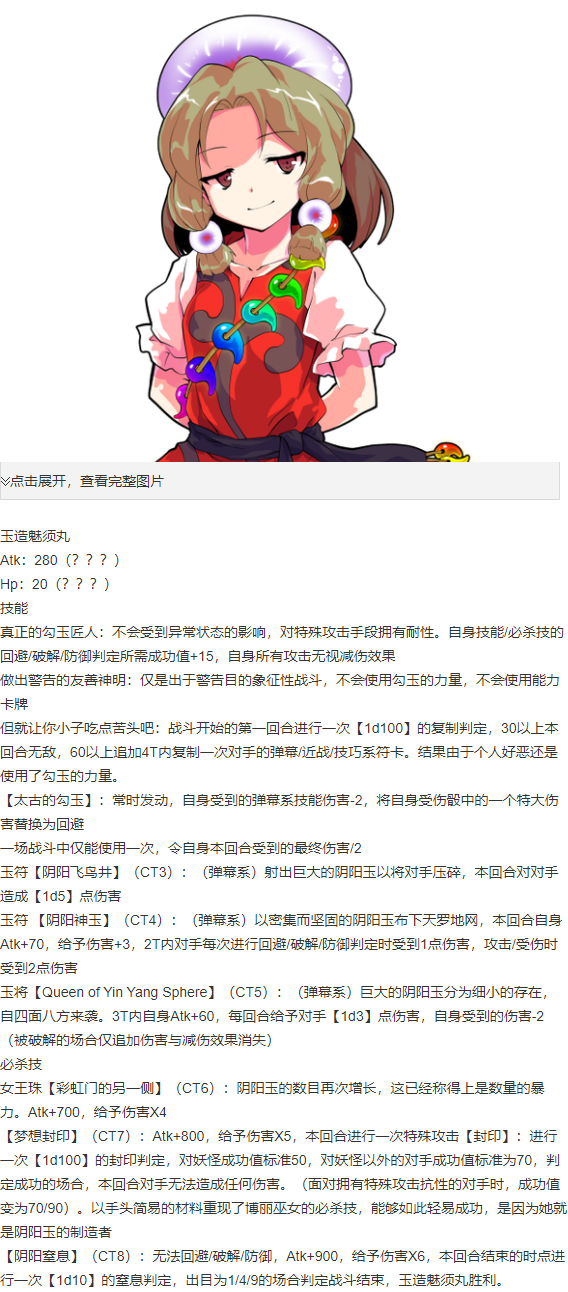 点击展开，查看完整图片
玉造魅须丸
Atk：280（？？？）
Hp：20（？？？）
技能
真正的勾玉匠人：不会受到异常状态的影响，对特殊攻击手段拥有耐性。自身技能/必杀技的
回避/破解/防御判定所需成功值+15，自身所有攻击无视减伤效果
做出警告的友善神明：仅是出于警告目的象征性战斗，不会使用勾玉的力量，不会使用能力
卡牌
但就让你小子吃点苦头吧：战斗开始的第一回合进行一次【1d100】的复制判定，30以上本
回合无敌，60以上追加4T内复制一次对手的弹幕/近战/技巧系符卡。结果由于个人好恶还是
使用了勾玉的力量。
【太古的勾玉】：常时发动，自身受到的弹幕系技能伤害-2，将自身受伤骰中的一个特大伤
害替换为回避
一场战斗中仅能使用一次，令自身本回合受到的最终伤害/2
玉符【阴阳飞鸟井】（CT3）：（弹幕系）射出巨大的阴阳玉以将对手压碎，本回合对对手
造成【1d5】点伤害
玉符 【阴阳神玉】（CT4）：（弹幕系）以密集而坚固的阴阳玉布下天罗地网，本回合自身
Atk+70，给予伤害+3，2T内对手每次进行回避/破解/防御判定时受到1点伤害，攻击/受伤时
受到2点伤害
玉将【Queen of Yin Yang Sphere】（CT5）：（弹幕系）巨大的阴阳玉分为细小的存在，
自四面八方来袭。3T内自身Atk+60，每回合给予对手【1d3】点伤害，自身受到的伤害-2
（被破解的场合仅追加伤害与减伤效果消失）
必杀技
女王珠【彩虹门的另一侧】（CT6）：阴阳玉的数目再次增长，这已经称得上是数量的暴
力。Atk+700，给予伤害X4
【梦想封印】（CT7）：Atk+800，给予伤害X5，本回合进行一次特殊攻击【封印】：进行
一次【1d100】的封印判定，对妖怪成功值标准50，对妖怪以外的对手成功值标准为70，判
定成功的场合，本回合对手无法造成任何伤害。（面对拥有特殊攻击抗性的对手时，成功值
变为70/90）。以手头简易的材料重现了博丽巫女的必杀技，能够如此轻易成功，是因为她就
是阴阳玉的制造者
【阴阳窒息】（CT8）：无法回避/破解/防御，Atk+900，给予伤害X6，本回合结束的时点进
行一次【1d10】的窒息判定，出目为1/4/9的场合判定战斗结束，玉造魅须丸胜利。